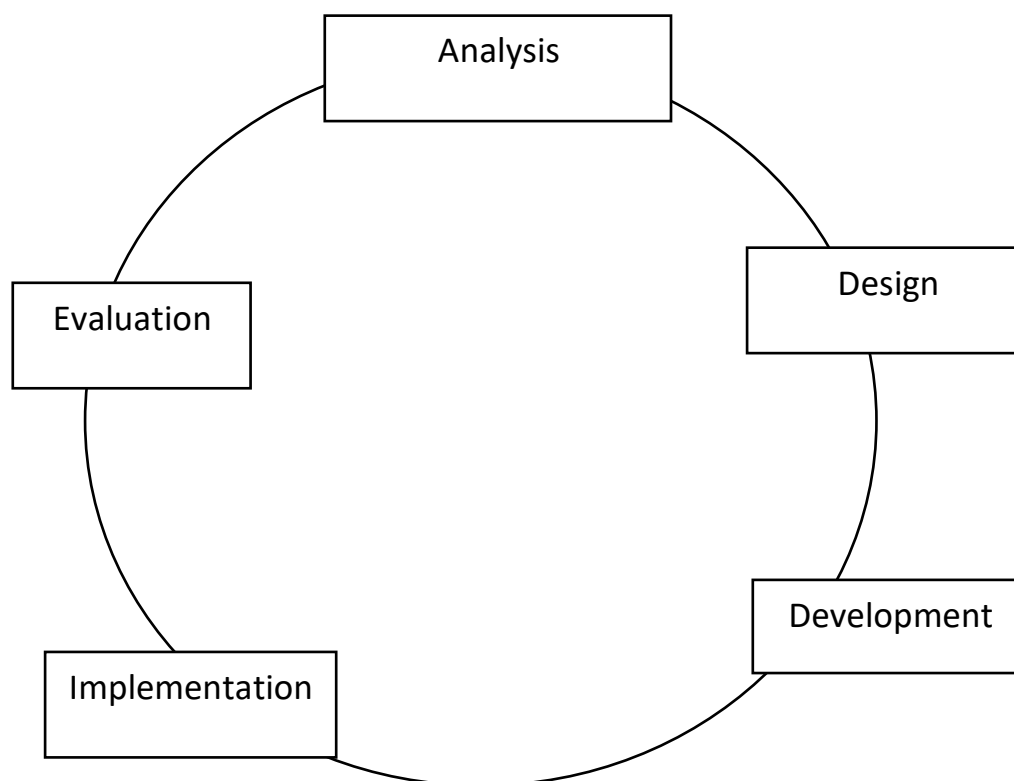 Analysis
Design
Development
Implementation
Evaluation